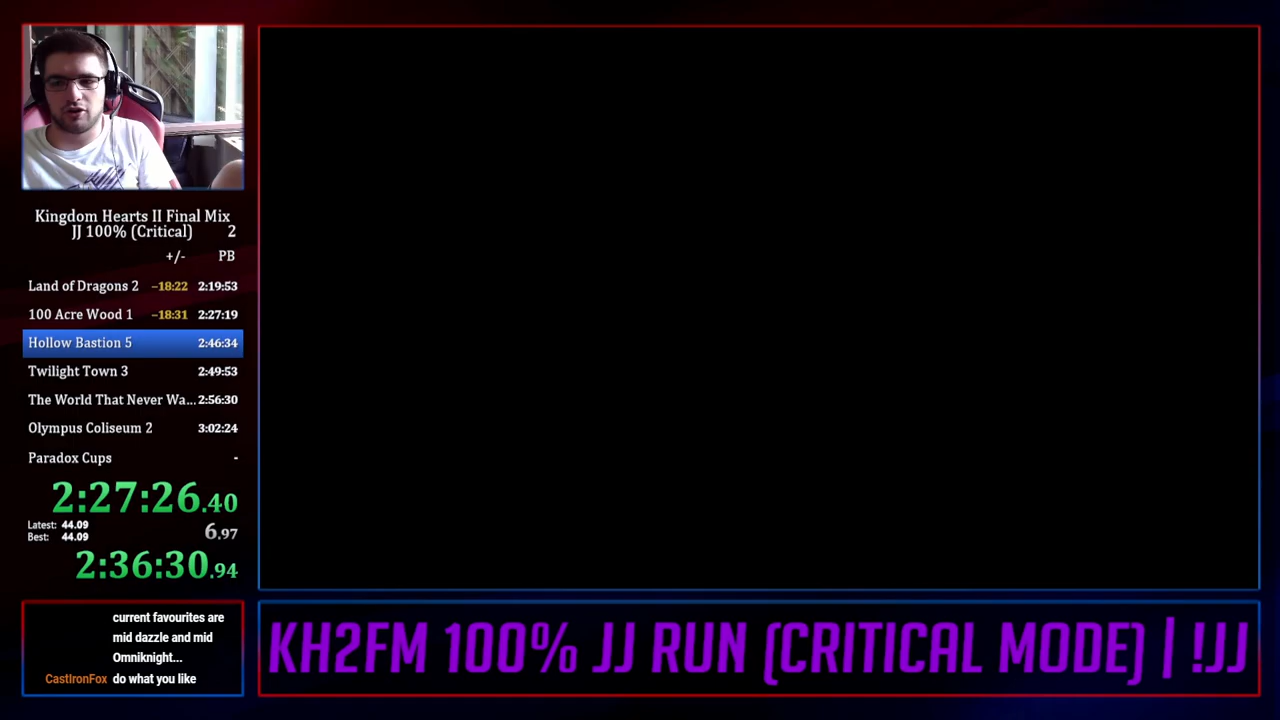 Kingdom Hearts II Final Mix
JJ 100% (Critical) 2
+/- PB
Land of Dragons 2 −18:22 2:19:53
100 Acre Wood 1 −18:31 2:27:19
Hollow Bastion 5 2:46:34
Twilight Town 3 2:49:53
The World That Never Wa... 2:56:30
Olympus Coliseum 2 3:02:24
Paradox Cups -
2:27:26.40
Latest: 44.09
Best: 44.09
6.97
2:36:30.94
current favourites are
mid dazzle and mid
Omniknight...
CastIronFox do what you like
KH2FM 100% JJ RUN (CRITICAL MODE) | !JJ